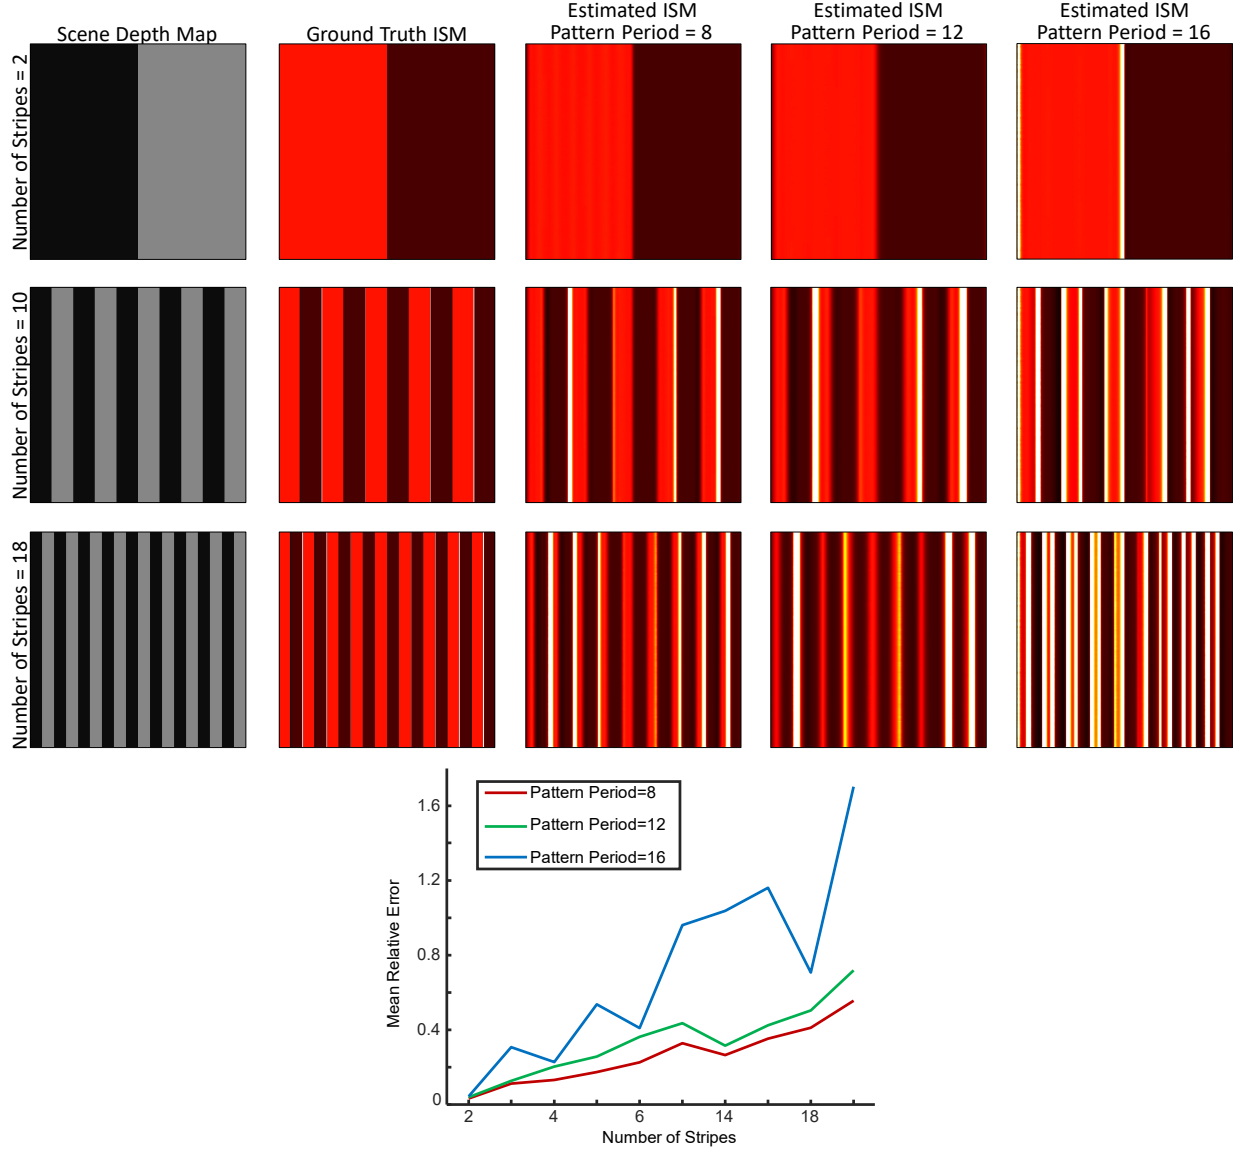 Scene Depth Map
Ground Truth ISM
Estimated ISM
Pattern Period = 8
Estimated ISM
Pattern Period = 12
Estimated ISM
Pattern Period = 16
Number of Stripes = 2
Number of Stripes = 10
Number of Stripes = 18
Pattern Period=8
Pattern Period=12
Pattern Period=16
Mean Relative Error
1.6
1.2
0.8
0.4
0
2 4 6 14 18
Number of Stripes